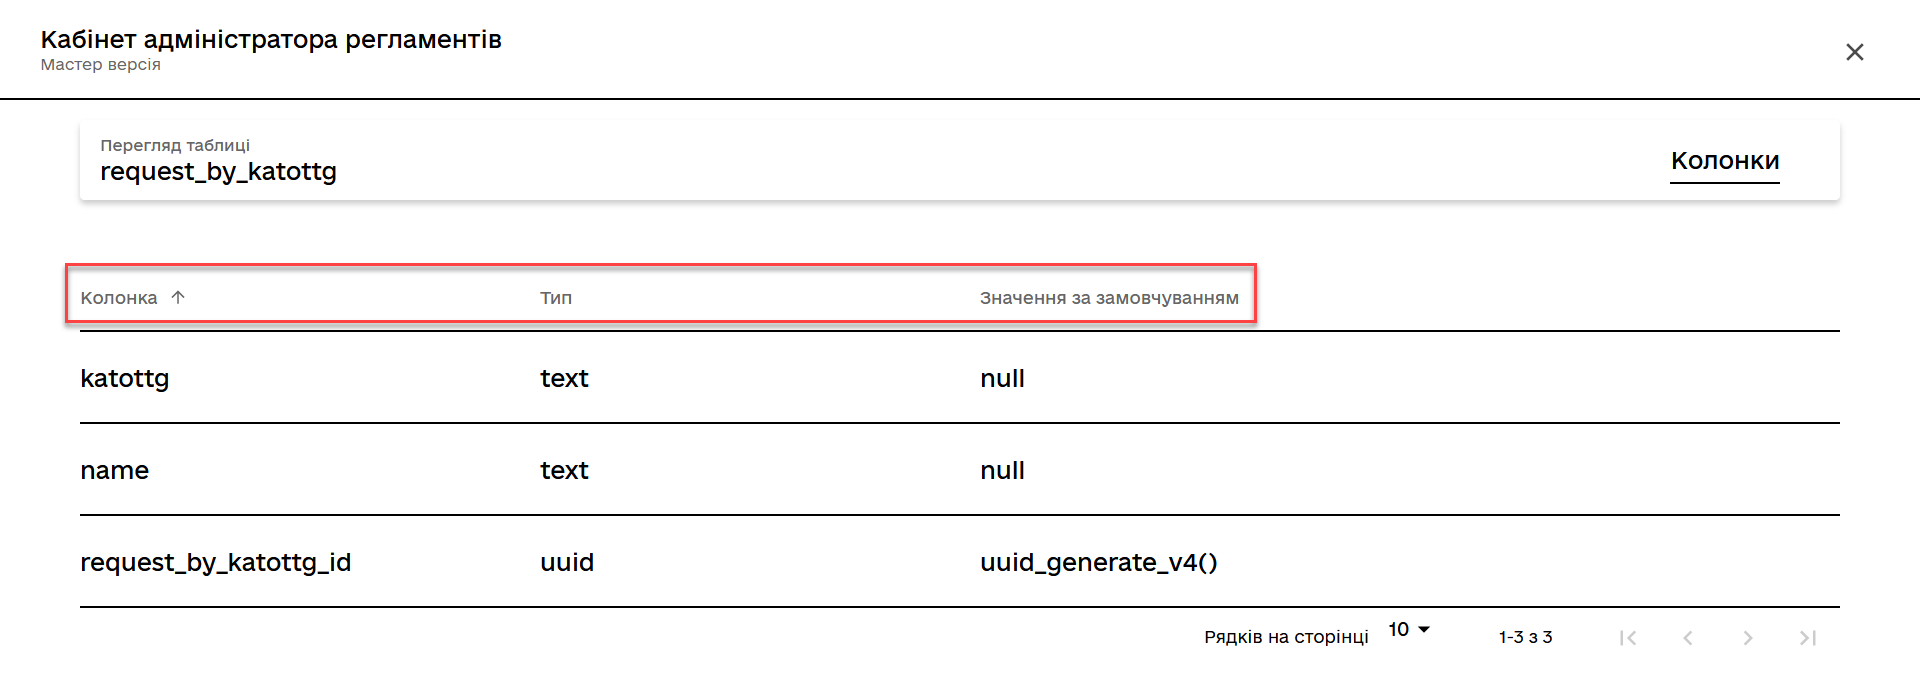 Кабінет адміністратора регламентів
Мастер версія
Перегляд таблиці
request_by_katottg
Колонки
Колонка Тип Значення за замовчуванням
katottg text null
name text null
request_by_katottg_id uuid uuid_generate_v4()
Рядків на сторінці 10 1-3 з 3